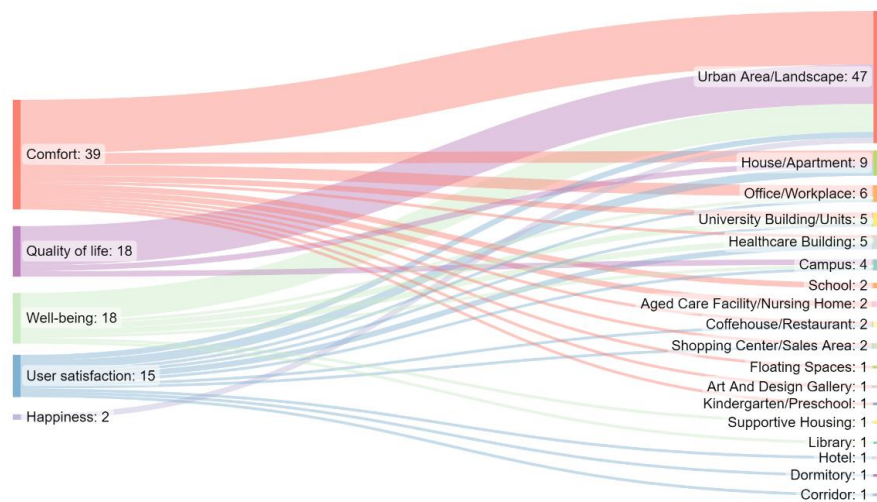 Comfort: 39
Quality of life: 18
Well-being: 18
User satisfaction: 15
Happiness: 2
Urban Area/Landscape: 47
House/Apartment: 9
Office/Workplace: 6
University Building/Units: 5
Healthcare Building: 5
Campus: 4
School: 2
Aged Care Facility/Nursing Home: 2
Coffehouse/Restaurant: 2
Shopping Center/Sales Area: 2
Floating Spaces: 1
Art And Design Gallery: 1
Kindergarten/Preschool: 1
Supportive Housing: 1
Library: 1
Hotel: 1
Dormitory: 1
Corridor: 1